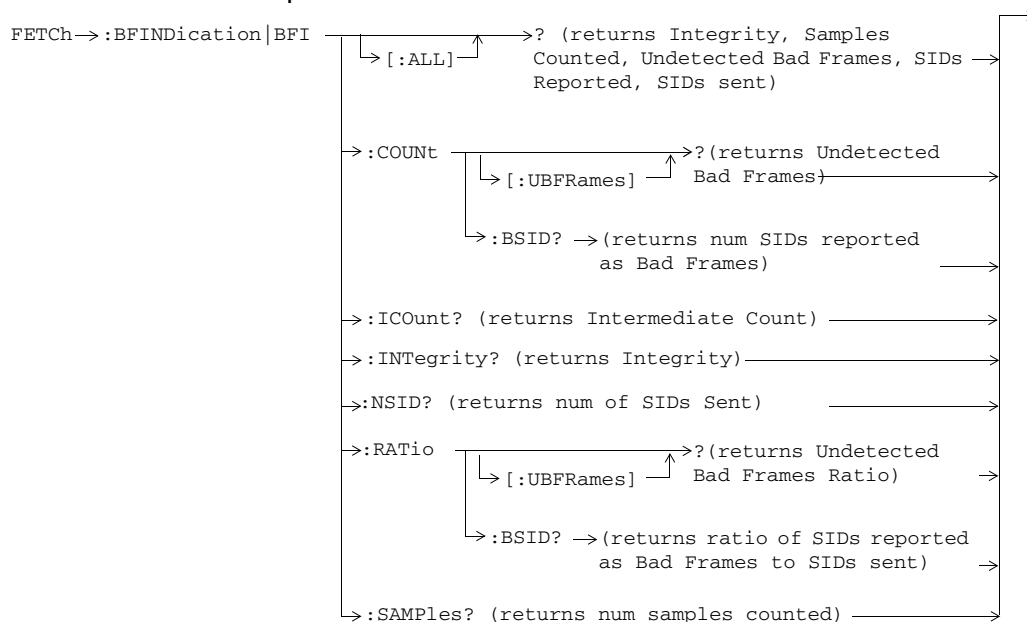 FETCh :BFINDication|BFI ? (returns Integrity, Samples
[:ALL] Counted, Undetected Bad Frames, SIDs
Reported, SIDs sent)
:COUNt ?(returns Undetected
[:UBFRames] Bad Frames)
:BSID? (returns num SIDs reported
as Bad Frames)
:ICOunt? (returns Intermediate Count)
:INTegrity? (returns Integrity)
:NSID? (returns num of SIDs Sent)
:RATio ?(returns Undetected
[:UBFRames] Bad Frames Ratio)
:BSID? (returns ratio of SIDs reported
as Bad Frames to SIDs sent)
:SAMPles? (returns num samples counted)